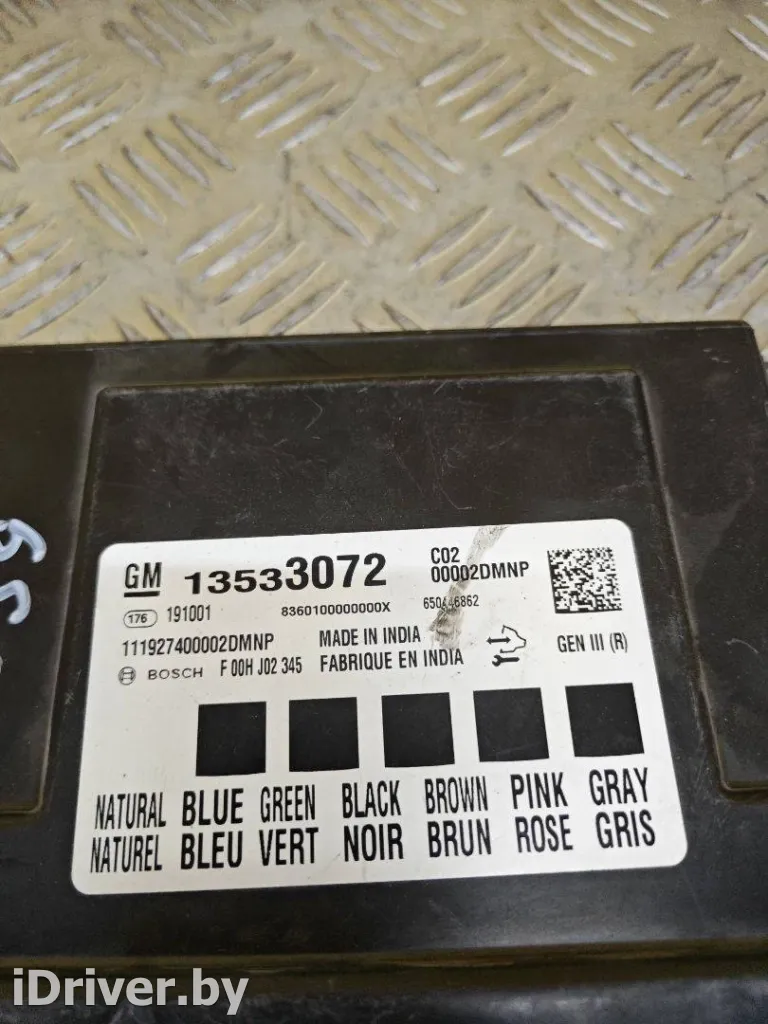 GM 13533072 C02
00002DMNP
176 191001 8360100000000X
111927400002DMNP MADE IN INDIA GEN III (R)
BOSCH F 00H J02 345 FABRIQUE EN INDIA
NATURAL BLUE GREEN BLACK BROWN PINK GRAY
NATUREL BLEU VERT NOIR BRUN ROSE GRIS
iDriver.by